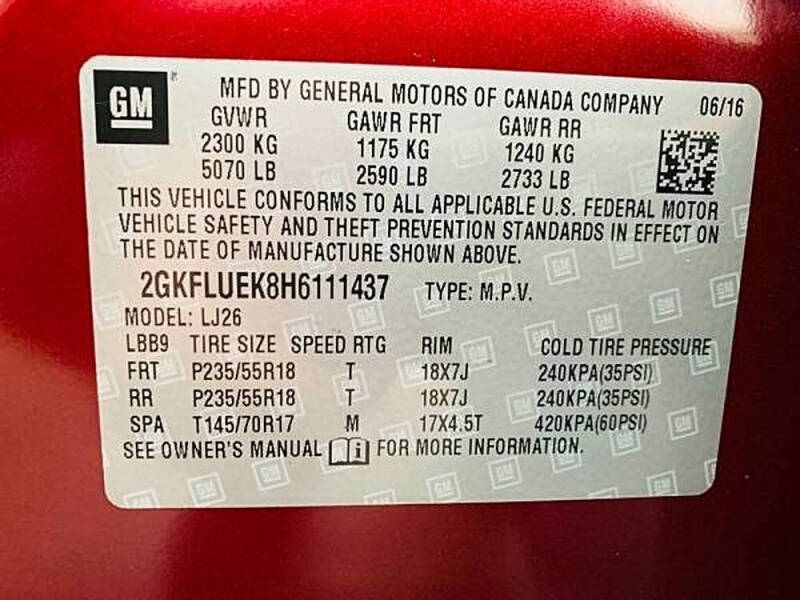 GM
MFD BY GENERAL MOTORS OF CANADA COMPANY 06/16
GVWR GAWR FRT GAWR RR
2300 KG 1175 KG 1240 KG
5070 LB 2590 LB 2733 LB
THIS VEHICLE CONFORMS TO ALL APPLICABLE U.S. FEDERAL MOTOR
VEHICLE SAFETY AND THEFT PREVENTION STANDARDS IN EFFECT ON
THE DATE OF MANUFACTURE SHOWN ABOVE.
2GKFLUEK8H6111437 TYPE: M.P.V.
MODEL: LJ26
LBB9 TIRE SIZE SPEED RTG RIM COLD TIRE PRESSURE
FRT P235/55R18 T 18X7J 240KPA(35PSI)
RR P235/55R18 T 18X7J 240KPA(35PSI)
SPA T145/70R17 M 17X4.5T 420KPA(60PSI)
SEE OWNER'S MANUAL FOR MORE INFORMATION.